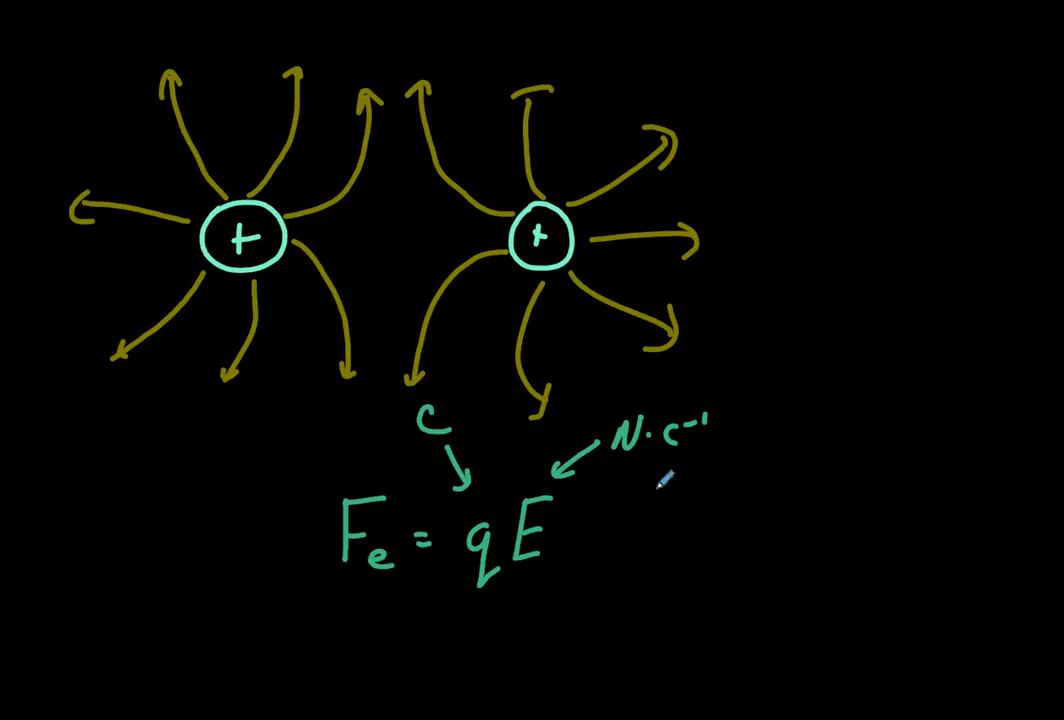 + +
C N·C⁻¹
Fe = qE